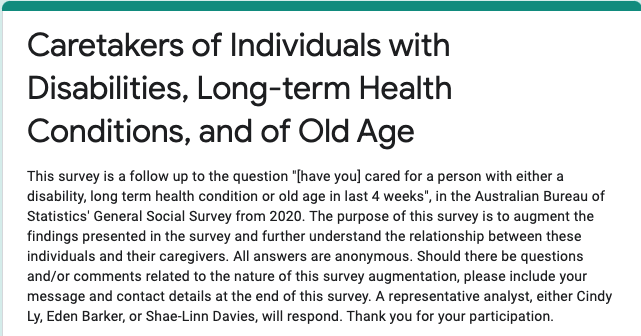 Caretakers of Individuals with
Disabilities, Long-term Health
Conditions, and of Old Age
This survey is a follow up to the question "[have you] cared for a person with either a
disability, long term health condition or old age in last 4 weeks", in the Australian Bureau of
Statistics' General Social Survey from 2020. The purpose of this survey is to augment the
findings presented in the survey and further understand the relationship between these
individuals and their caregivers. All answers are anonymous. Should there be questions
and/or comments related to the nature of this survey augmentation, please include your
message and contact details at the end of this survey. A representative analyst, either Cindy
Ly, Eden Barker, or Shae-Linn Davies, will respond. Thank you for your participation.